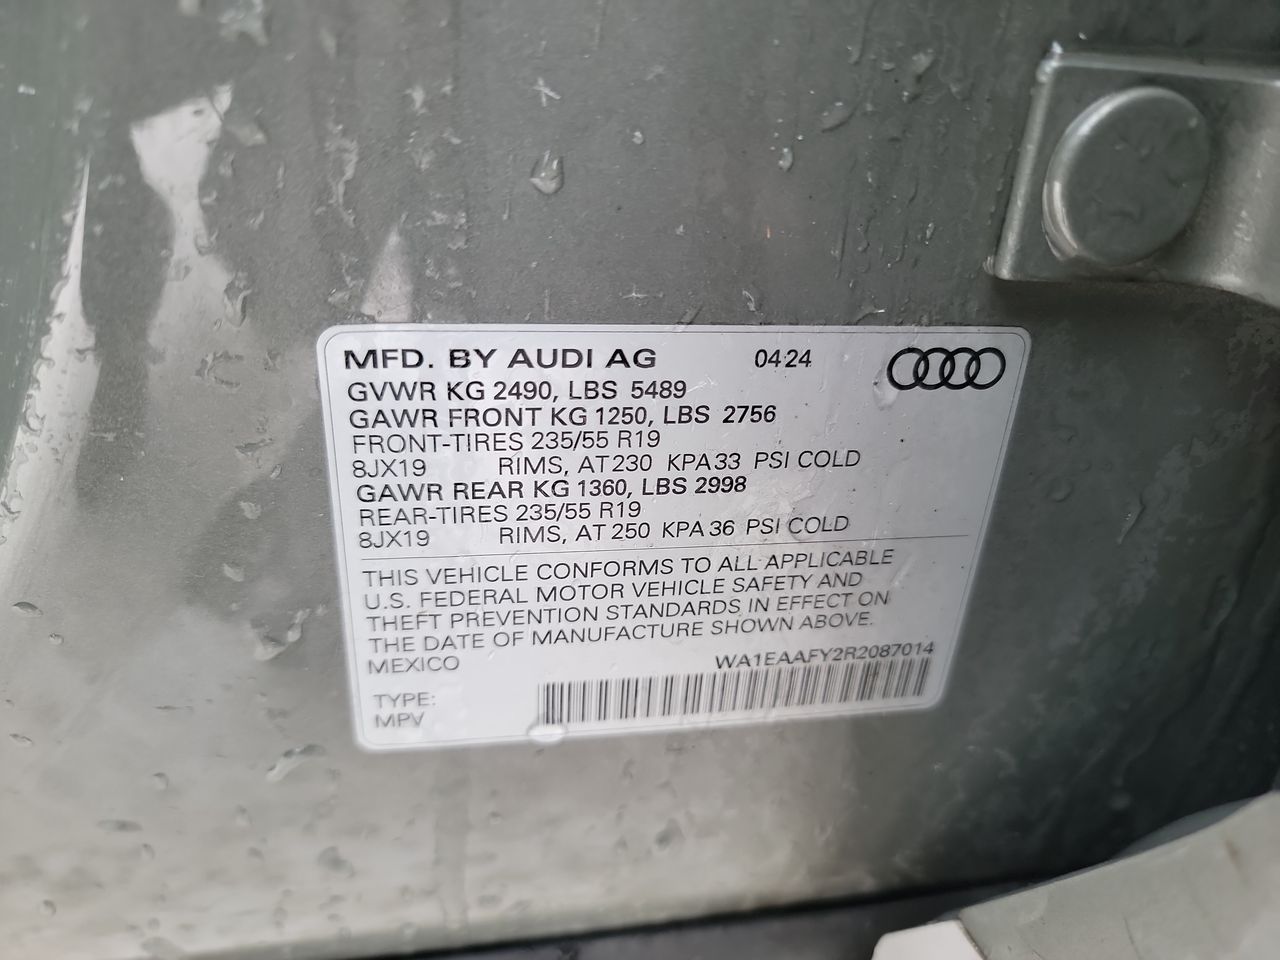 MFD. BY AUDI AG 0424
GVWR KG 2490, LBS 5489
GAWR FRONT KG 1250, LBS 2756
FRONT-TIRES 235/55 R19
8JX19 RIMS, AT 230 KPA 33 PSI COLD
GAWR REAR KG 1360, LBS 2998
REAR-TIRES 235/55 R19
8JX19 RIMS, AT 250 KPA 36 PSI COLD
THIS VEHICLE CONFORMS TO ALL APPLICABLE
U.S. FEDERAL MOTOR VEHICLE SAFETY AND
THEFT PREVENTION STANDARDS IN EFFECT ON
THE DATE OF MANUFACTURE SHOWN ABOVE.
MEXICO WA1EAAFY2R2087014
TYPE:
MPV